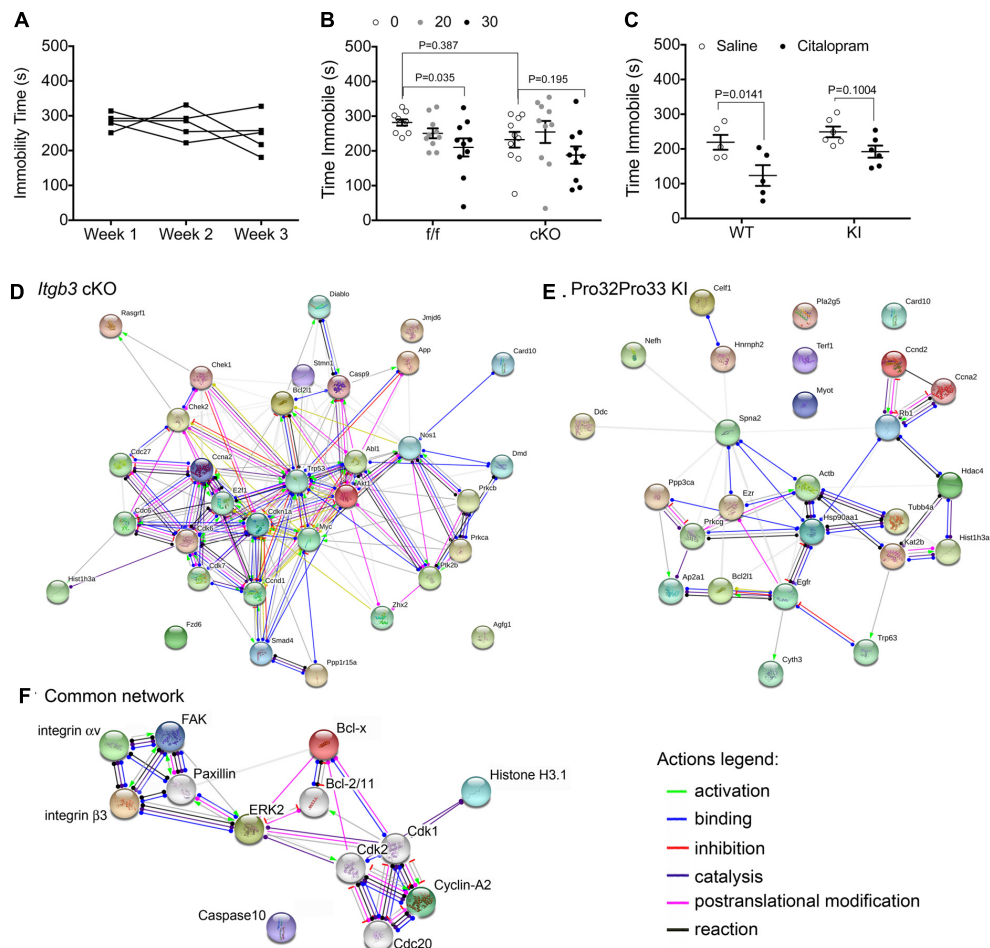 A
Immobility Time (s)
500
400
300
200
100
0
Week 1 Week 2 Week 3
B
0 20 30
Time Immobile (s)
500
400
300
200
100
0
P=0.387
P=0.035
P=0.195
f/f cKO
C
Saline Citalopram
Time Immobile (s)
500
400
300
200
100
0
P=0.0141
P=0.1004
WT KI
D Itgb3 cKO
Diablo
Rasgrf1
Jmjd6
Stmn1
App
Card10
Chek1
Casp9
Bcl2l1
Chek2
Nos1
Cdc27
Ccna2
Trp53
Abl1
Dmd
E2f1
Akt1
Prkcb
Cdc6
Cdkn1a
Cdk6
Myc
Prkca
Cdk7
Ccnd1
Ptk2b
Hist1h3a
Zhx2
Fzd6
Smad4
Agfg1
Ppp1r15a
E . Pro32Pro33 KI
Celf1
Pla2g5
Card10
Nefh
Hnrnph2
Terf1
Ccnd2
Ccna2
Myot
Rb1
Ddc
Spna2
Ppp3ca
Ezr
Actb
Hdac4
Prkcg
Hsp90aa1
Tubb4a
Kat2b
Hist1h3a
Ap2a1
Bcl2l1
Egfr
Trp63
Cyth3
F Common network
integrin αv
FAK
Bcl-x
Paxillin
Bcl-2/11
Histone H3.1
integrin β3
ERK2
Cdk1
Cdk2
Cyclin-A2
Caspase10
Cdc20
Actions legend:
activation
binding
inhibition
catalysis
postranslational modification
reaction